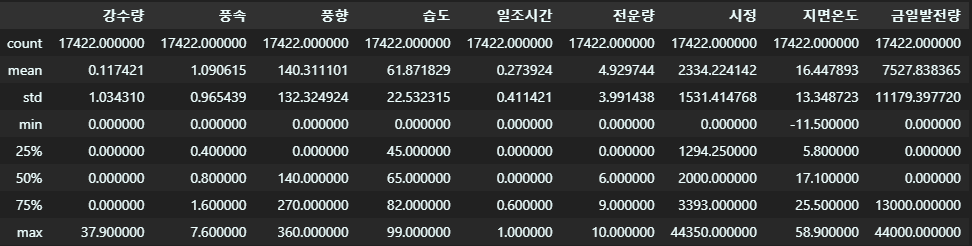 강수량 풍속 풍향 습도 일조시간 전운량 시정 지면온도 금일발전량
count 17422.000000 17422.000000 17422.000000 17422.000000 17422.000000 17422.000000 17422.000000 17422.000000 17422.000000
mean 0.117421 1.090615 140.311101 61.871829 0.273924 4.929744 2334.224142 16.447893 7527.838365
std 1.034310 0.965439 132.324924 22.532315 0.411421 3.991438 1531.414768 13.348723 11179.397720
min 0.000000 0.000000 0.000000 0.000000 0.000000 0.000000 0.000000 -11.500000 0.000000
25% 0.000000 0.400000 0.000000 45.000000 0.000000 0.000000 1294.250000 5.800000 0.000000
50% 0.000000 0.800000 140.000000 65.000000 0.000000 6.000000 2000.000000 17.100000 0.000000
75% 0.000000 1.600000 270.000000 82.000000 0.600000 9.000000 3393.000000 25.500000 13000.000000
max 37.900000 7.600000 360.000000 99.000000 1.000000 10.000000 44350.000000 58.900000 44000.000000